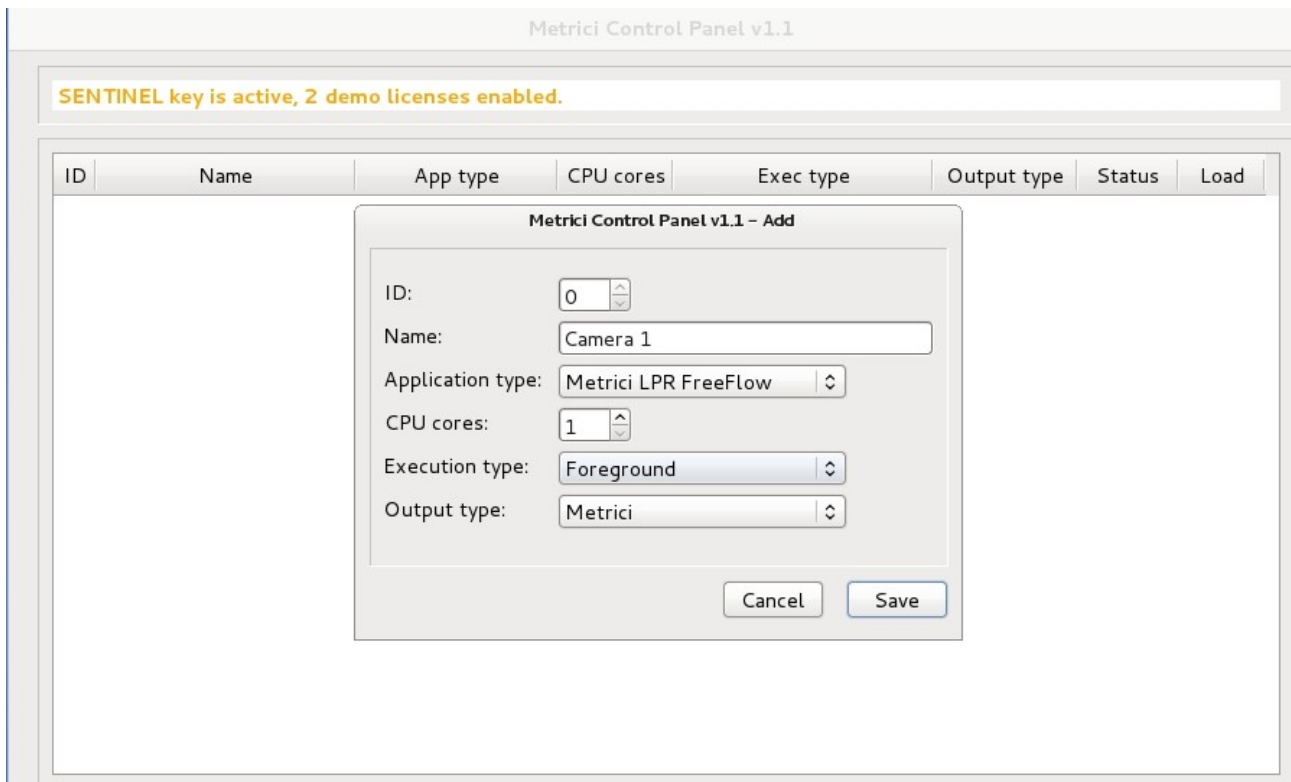 Metrici Control Panel v1.1
SENTINEL key is active, 2 demo licenses enabled.
ID Name App type CPU cores Exec type Output type Status Load
Metrici Control Panel v1.1 – Add
ID: 0
Name: Camera 1
Application type: Metrici LPR FreeFlow
CPU cores: 1
Execution type: Foreground
Output type: Metrici
Cancel Save